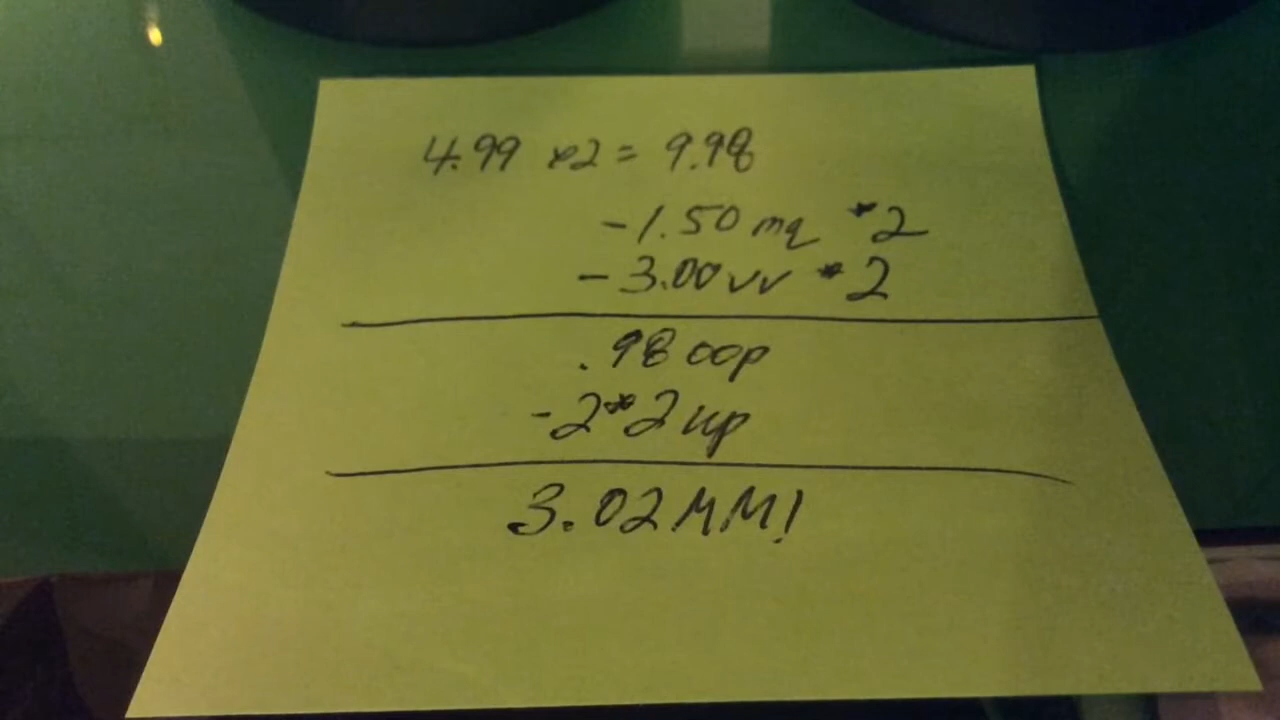 4.99 x2 = 9.98
-1.50 mq *2
-3.00 vv *2
.98 oop
-2*2 up
3.02 MM!